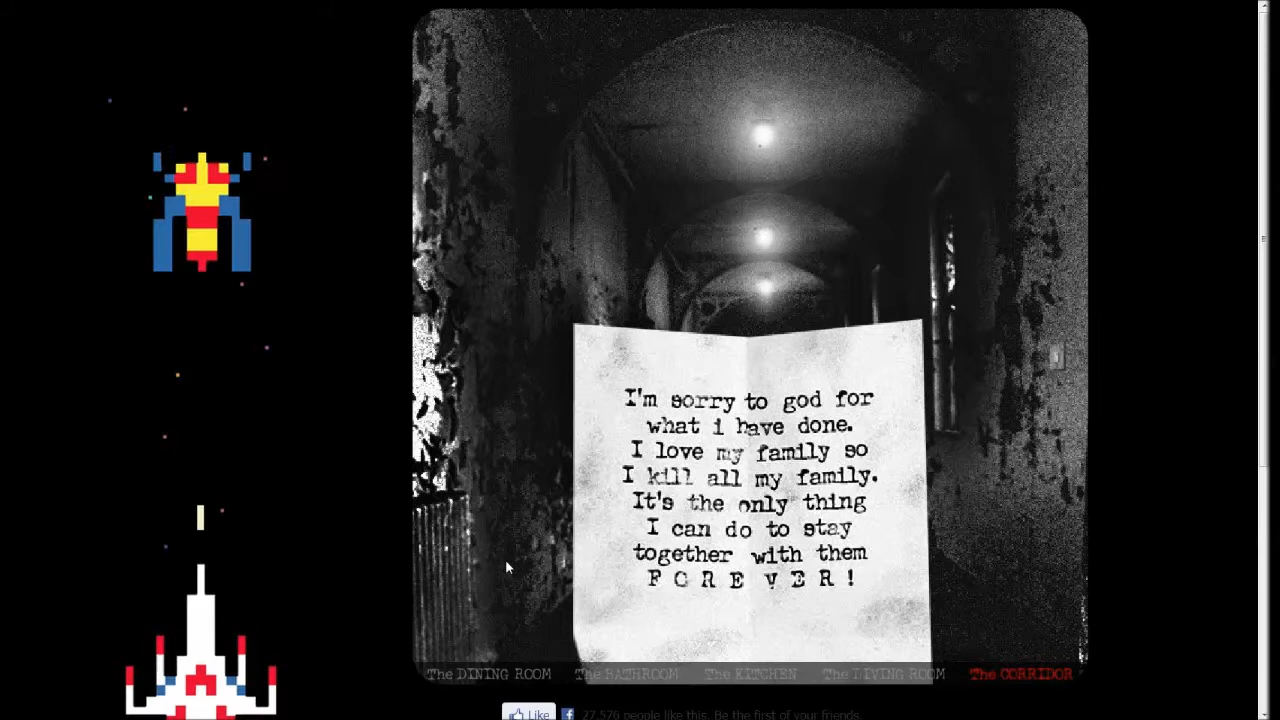 I'm sorry to god for
what i have done.
I love my family so
I kill all my family.
It's the only thing
I can do to stay
together with them
F O R E V E R !
The DINING ROOM The BATHROOM The KITCHEN The LIVING ROOM The CORRIDOR
Like 27,576 people like this. Be the first of your friends.